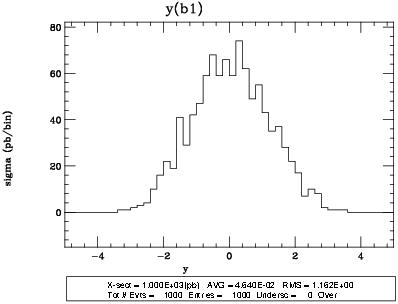 y(b1)
80
60
40
20
0
sigma (pb/bin)
−4 −2 0 2 4
y
X-sect = 1.000E+03(pb) AVG = 4.640E-02 RMS = 1.162E+00
Tot # Evts = 1000 Entries = 1000 Undersc = 0 Over